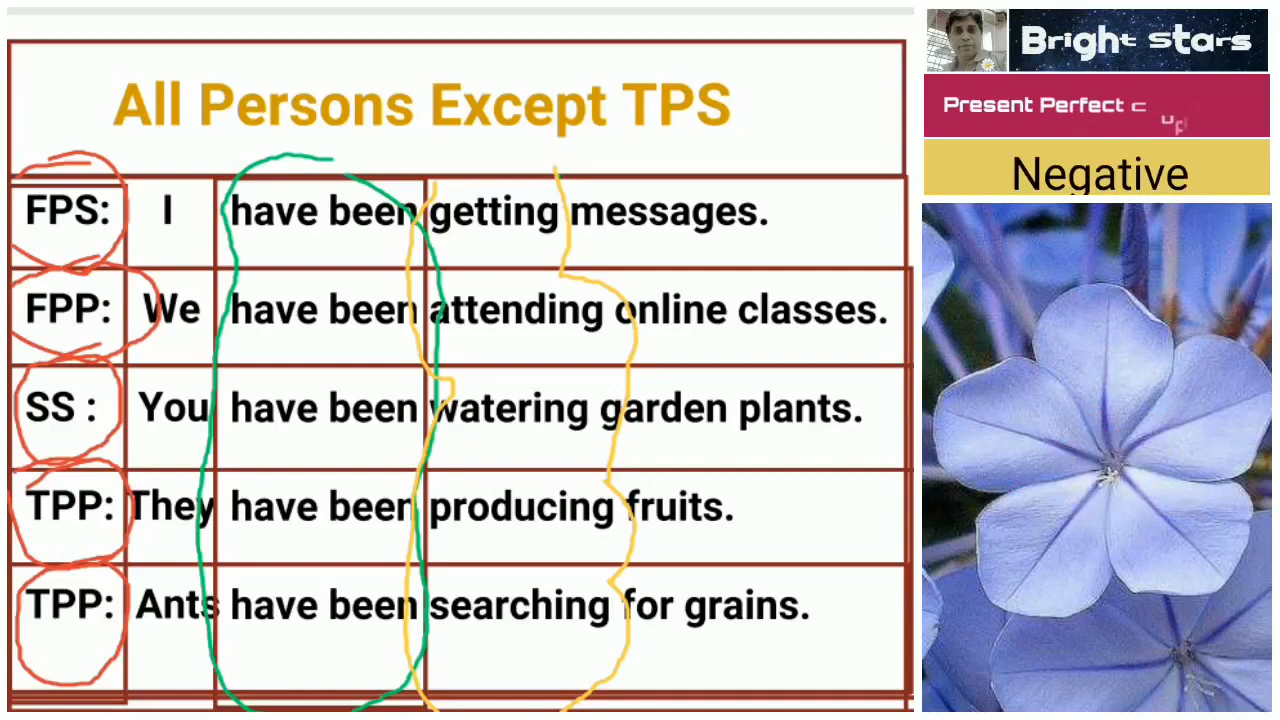 All Persons Except TPS
FPS: I have been getting messages.
FPP: We have been attending online classes.
SS : You have been watering garden plants.
TPP: They have been producing fruits.
TPP: Ants have been searching for grains.
Bright stars
Present Perfect c
up
Negative